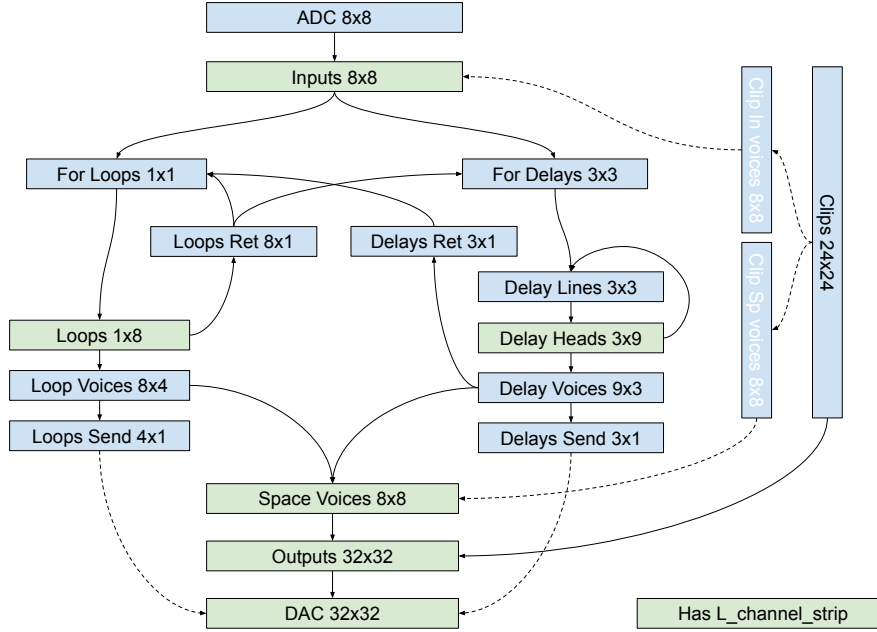 ADC 8x8
Inputs 8x8
For Loops 1x1
For Delays 3x3
Loops Ret 8x1
Delays Ret 3x1
Delay Lines 3x3
Loops 1x8
Delay Heads 3x9
Loop Voices 8x4
Delay Voices 9x3
Loops Send 4x1
Delays Send 3x1
Space Voices 8x8
Outputs 32x32
DAC 32x32
Clip In voices 8x8
Clip Sp voices 8x8
Clips 24x24
Has L_channel_strip